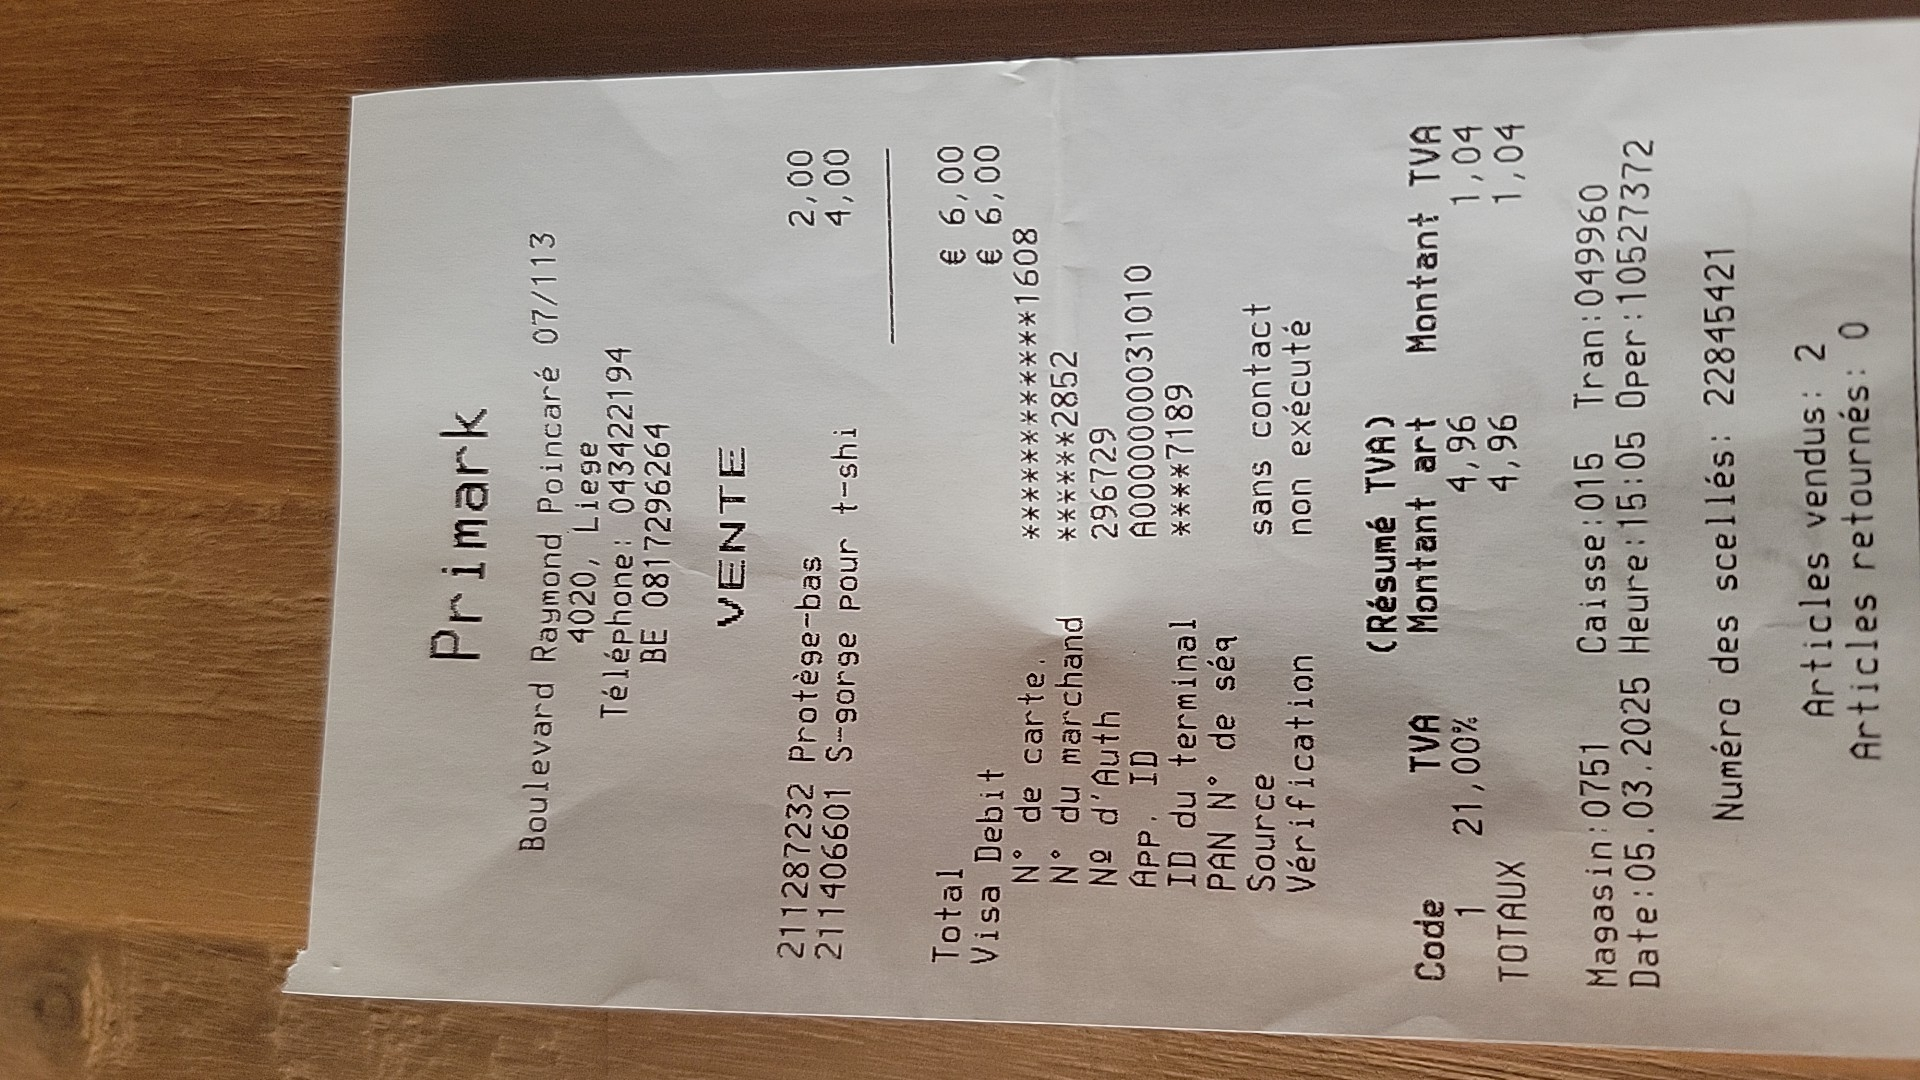 Primark
Boulevard Raymond Poincaré 07/113
4020, Liege
Téléphone: 043422194
BE 0817296264
VENTE
211287232 Protège-bas 2,00
211406601 S-gorge pour t-shi 4,00
Total € 6,00
Visa Debit € 6,00
N° de carte. ***************1608
N° du marchand ******2852
Nº d'Auth 296729
App. ID A0000000031010
ID du terminal ****7189
PAN N° de séq
Source sans contact
Vérification non exécuté
(Résumé TVA)
Code TVA Montant art Montant TVA
1 21,00% 4,96 1,04
TOTAUX 4,96 1,04
Magasin:0751 Caisse:015 Tran:049960
Date:05.03.2025 Heure:15:05 Oper:10527372
Numéro des scellés: 22845421
Articles vendus: 2
Articles retournés: 0